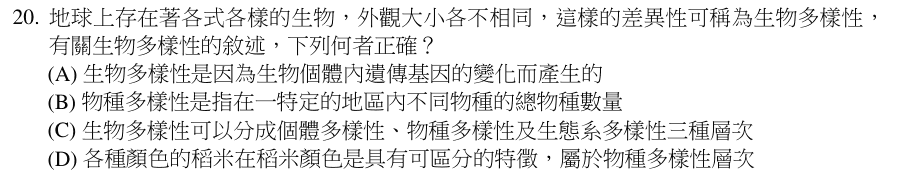 20. 地球上存在著各式各樣的生物，外觀大小各不相同，這樣的差異性可稱為生物多樣性，
有關生物多樣性的敘述，下列何者正確？
(A) 生物多樣性是因為生物個體內遺傳基因的變化而產生的
(B) 物種多樣性是指在一特定的地區內不同物種的總物種數量
(C) 生物多樣性可以分成個體多樣性、物種多樣性及生態系多樣性三種層次
(D) 各種顏色的稻米在稻米顏色是具有可區分的特徵，屬於物種多樣性層次